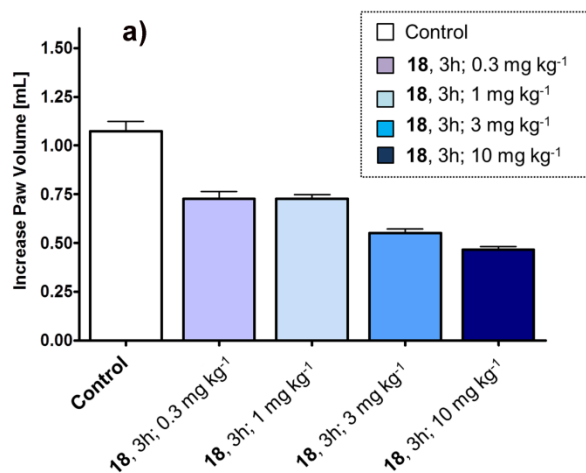 a)
Increase Paw Volume [mL]
1.50
1.25
1.00
0.75
0.50
0.25
0.00
Control
18, 3h; 0.3 mg kg⁻¹
18, 3h; 1 mg kg⁻¹
18, 3h; 3 mg kg⁻¹
18, 3h; 10 mg kg⁻¹
Control
18, 3h; 0.3 mg kg⁻¹
18, 3h; 1 mg kg⁻¹
18, 3h; 3 mg kg⁻¹
18, 3h; 10 mg kg⁻¹